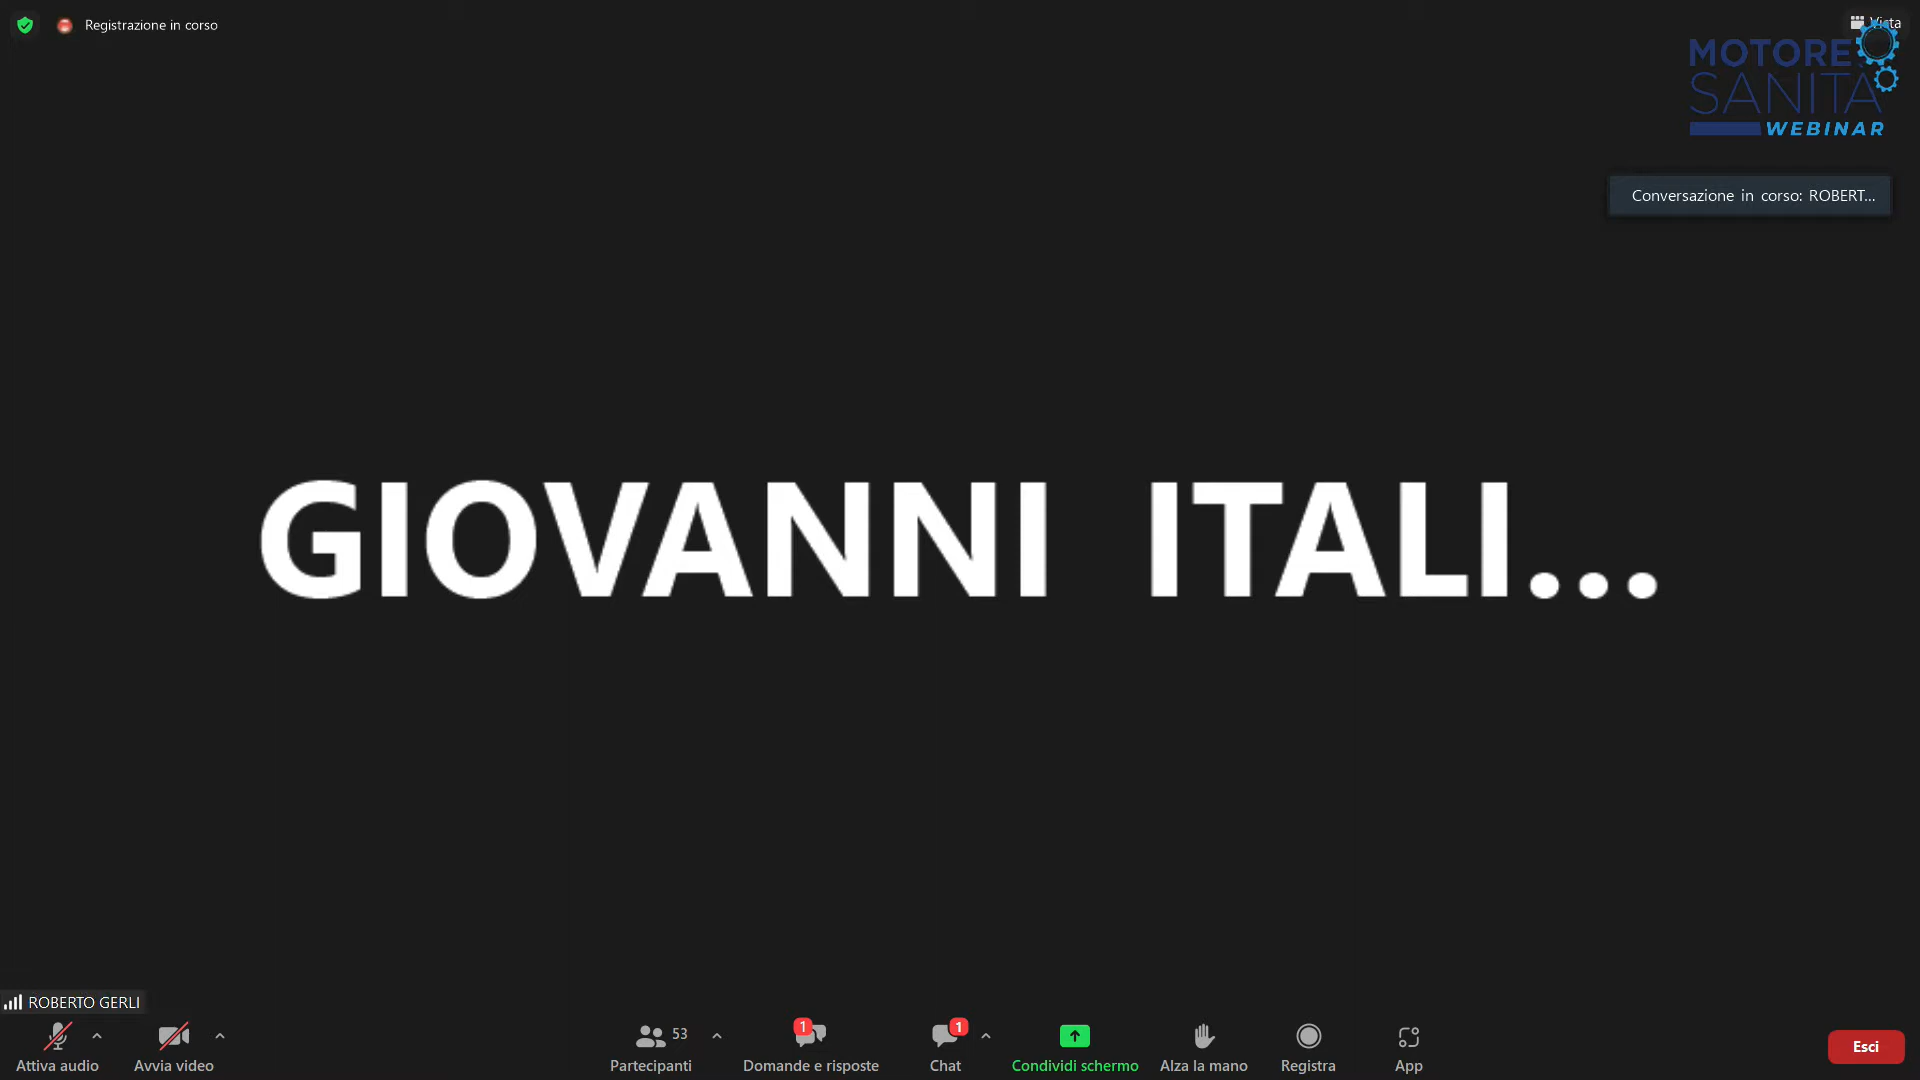 Registrazione in corso
Vista
MOTORE
SANITÀ
WEBINAR
Conversazione in corso: ROBERT...
GIOVANNI ITALI...
ROBERTO GERLI
Attiva audio
Avvia video
53
Partecipanti
1
Domande e risposte
1
Chat
Condividi schermo
Alza la mano
Registra
App
Esci